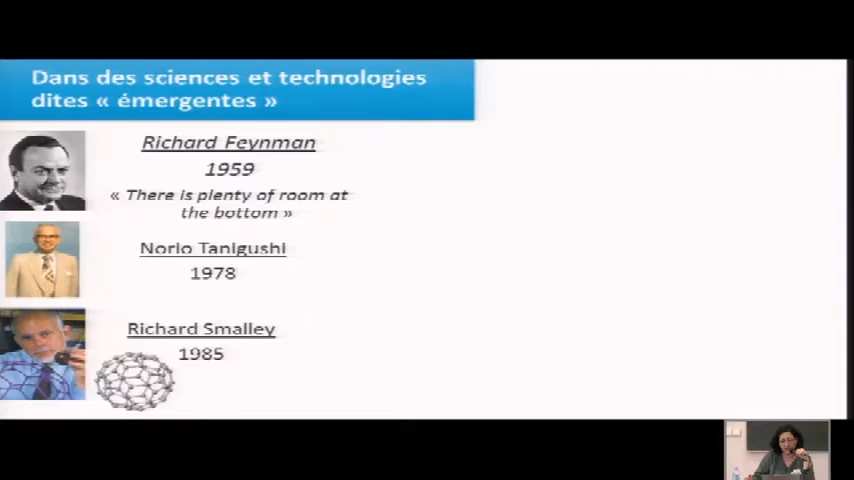 Dans des sciences et technologies
dites « émergentes »
Richard Feynman
1959
« There is plenty of room at
the bottom »
Norio Tanigushi
1978
Richard Smalley
1985